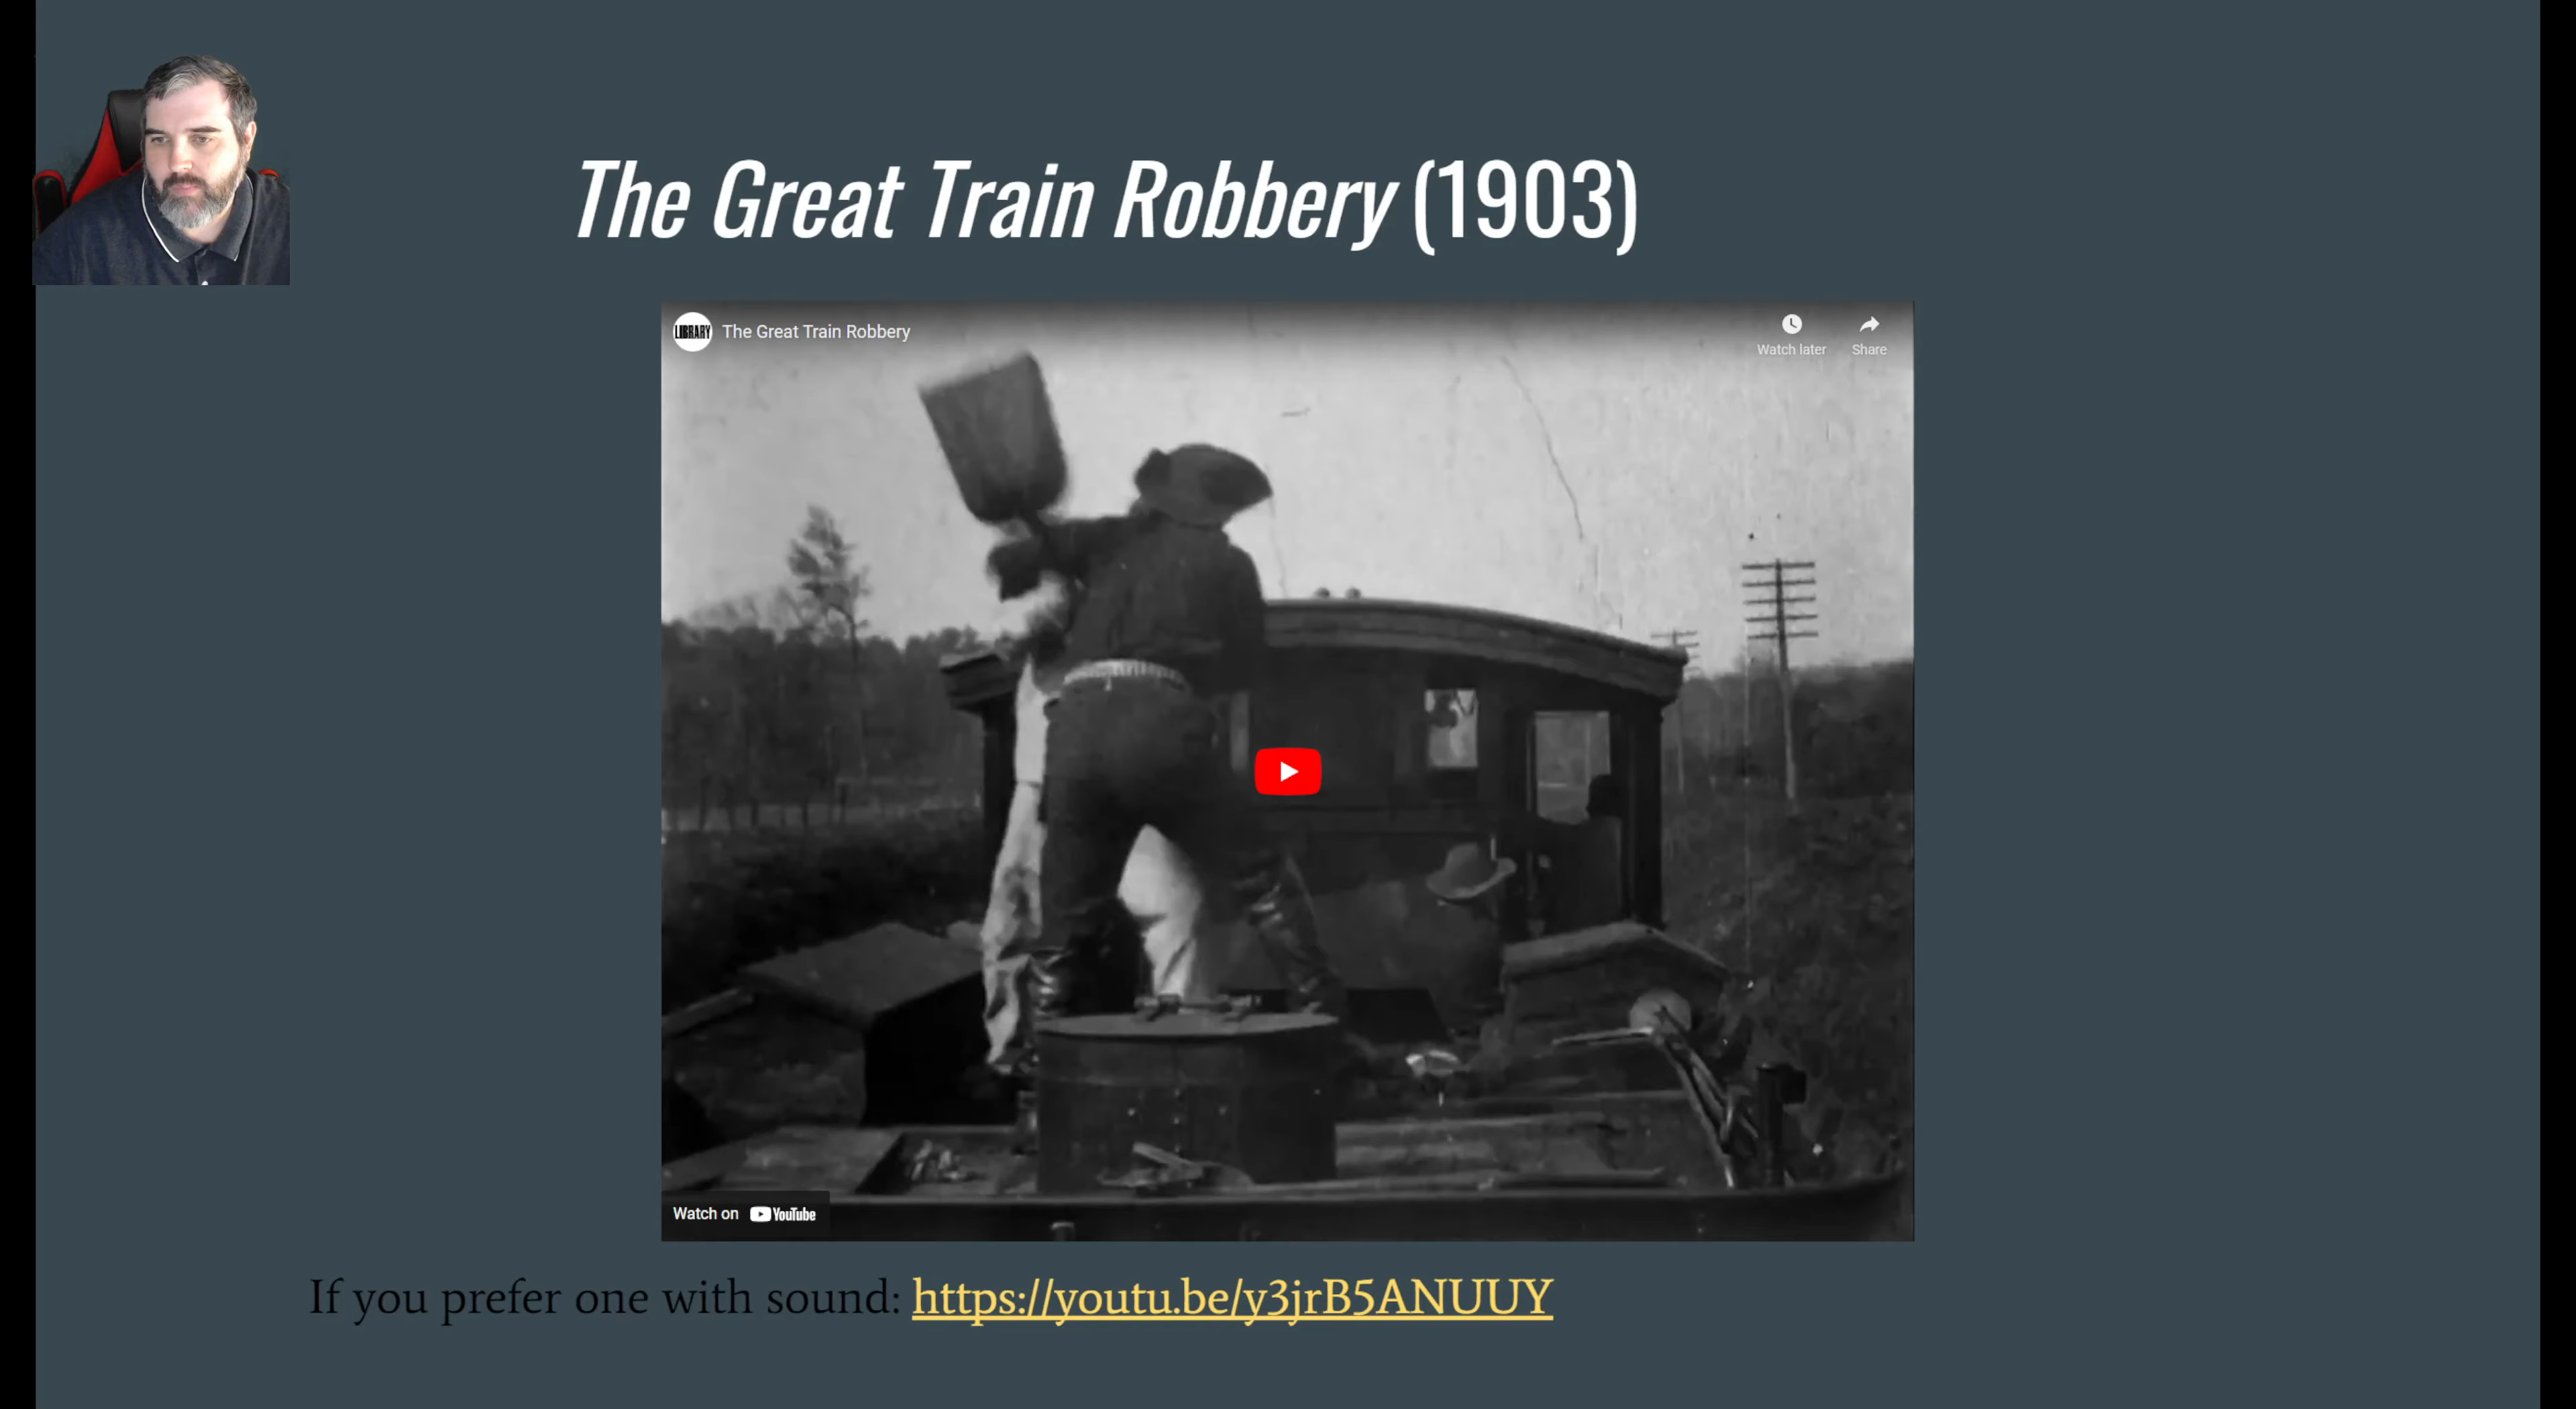 The Great Train Robbery (1903)
LIBRARY
The Great Train Robbery
Watch later
Share
Watch on YouTube
If you prefer one with sound: https://youtu.be/y3jrB5ANUUY